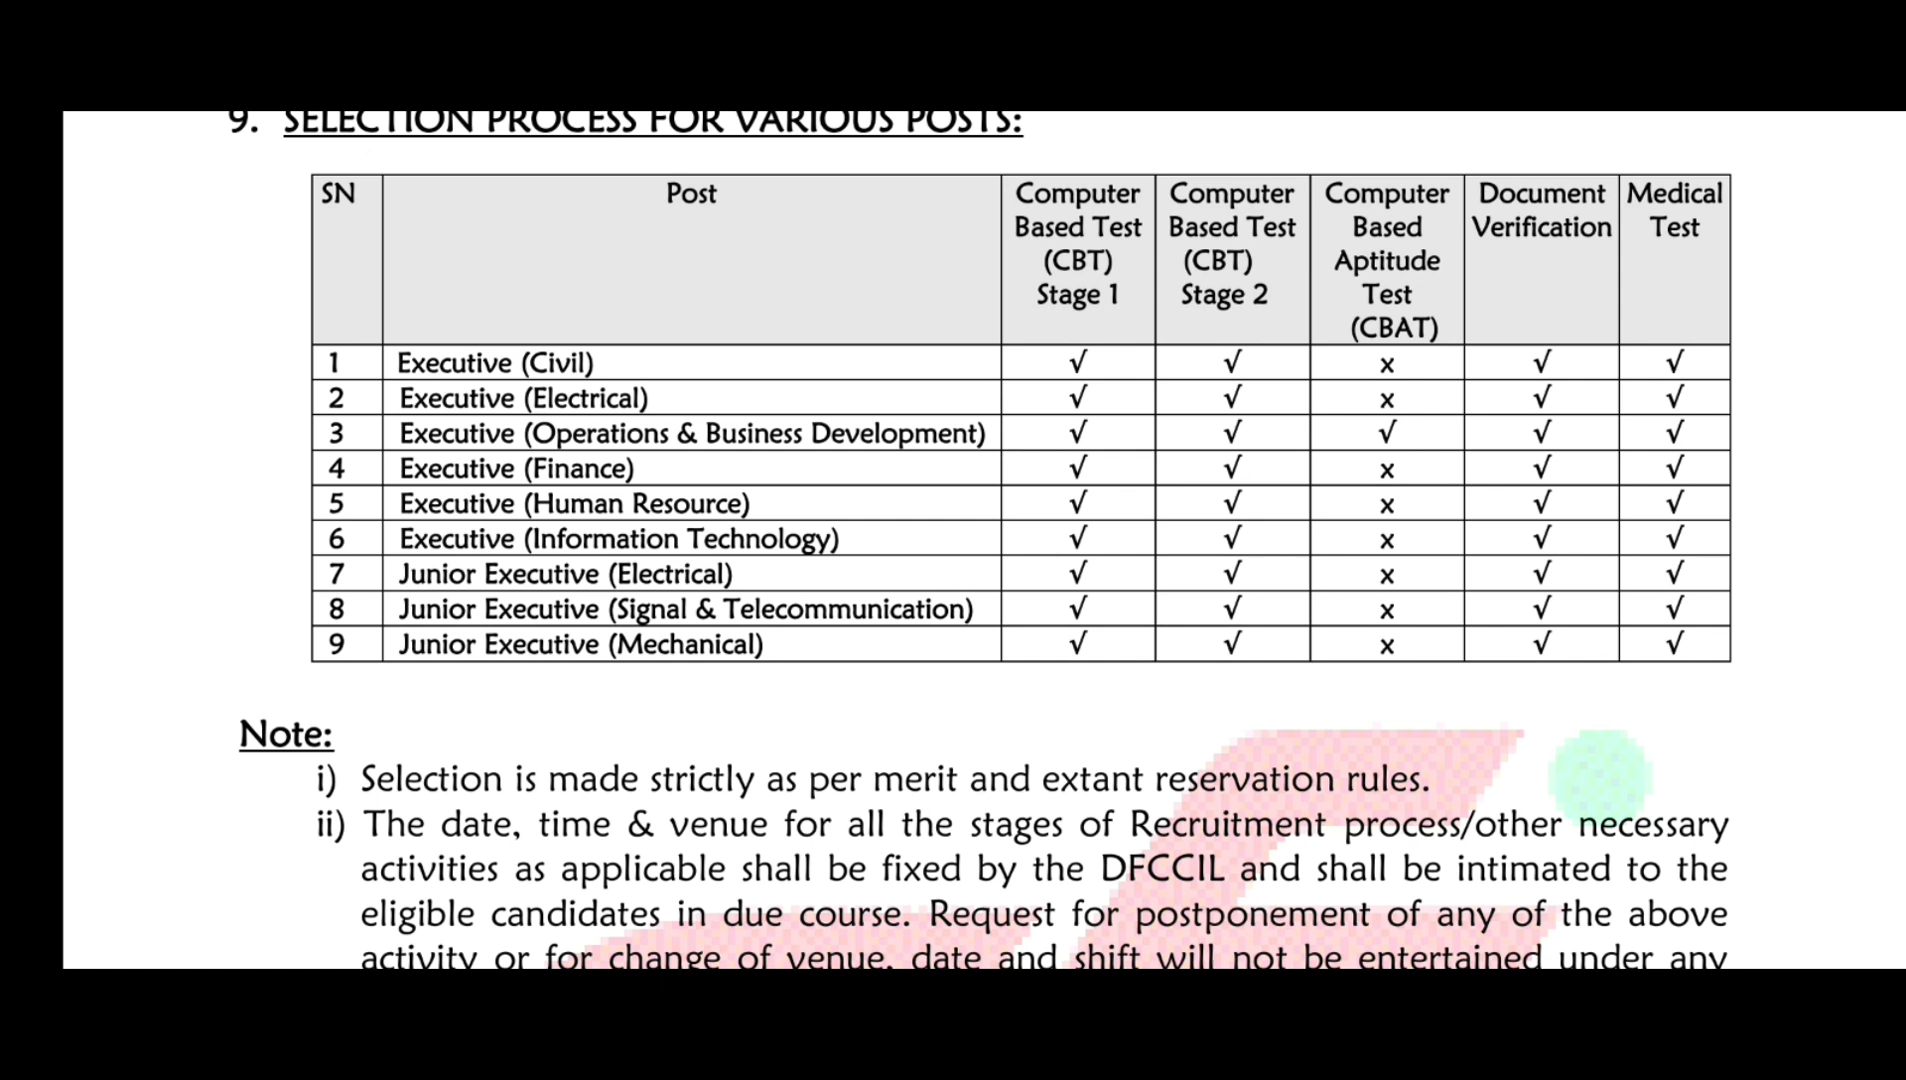 9. SELECTION PROCESS FOR VARIOUS POSTS:
SN Post Computer Based Test (CBT) Stage 1 Computer Based Test (CBT) Stage 2 Computer Based Aptitude Test (CBAT) Document Verification Medical Test
1 Executive (Civil) √ √ x √ √
2 Executive (Electrical) √ √ x √ √
3 Executive (Operations & Business Development) √ √ √ √ √
4 Executive (Finance) √ √ x √ √
5 Executive (Human Resource) √ √ x √ √
6 Executive (Information Technology) √ √ x √ √
7 Junior Executive (Electrical) √ √ x √ √
8 Junior Executive (Signal & Telecommunication) √ √ x √ √
9 Junior Executive (Mechanical) √ √ x √ √
Note:
i) Selection is made strictly as per merit and extant reservation rules.
ii) The date, time & venue for all the stages of Recruitment process/other necessary
activities as applicable shall be fixed by the DFCCIL and shall be intimated to the
eligible candidates in due course. Request for postponement of any of the above
activity or for change of venue, date and shift will not be entertained under any